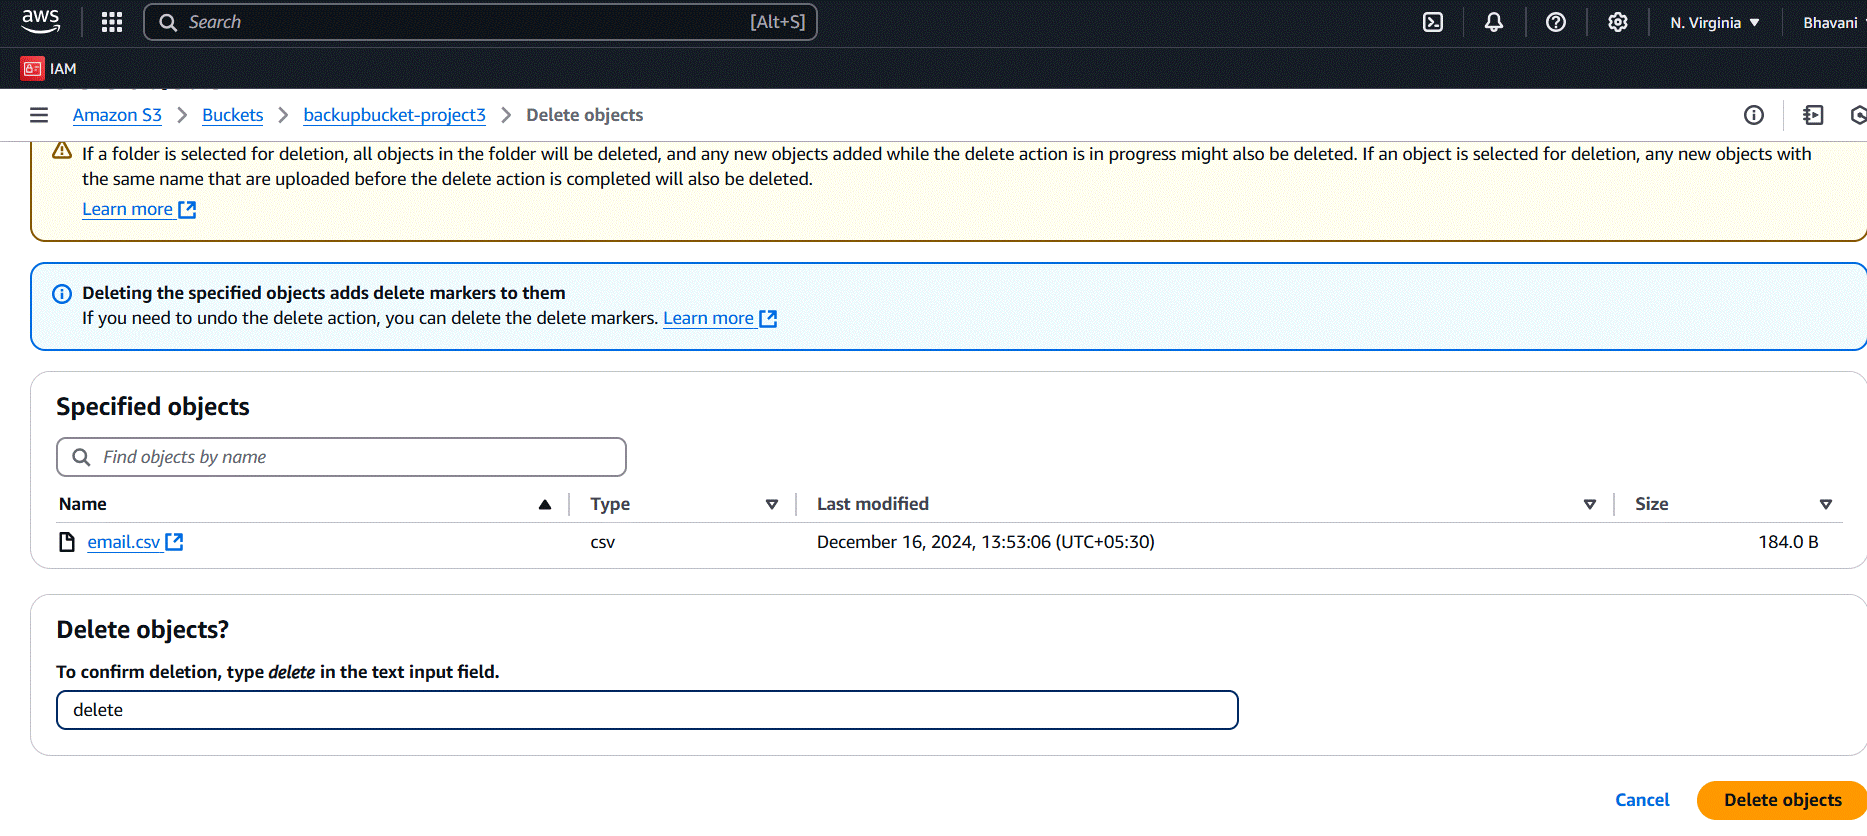 aws
Search [Alt+S] N. Virginia ▼ Bhavani
IAM
Amazon S3 > Buckets > backupbucket-project3 > Delete objects
If a folder is selected for deletion, all objects in the folder will be deleted, and any new objects added while the delete action is in progress might also be deleted. If an object is selected for deletion, any new objects with
the same name that are uploaded before the delete action is completed will also be deleted.
Learn more
Deleting the specified objects adds delete markers to them
If you need to undo the delete action, you can delete the delete markers. Learn more
Specified objects
Find objects by name
Name Type Last modified Size
email.csv csv December 16, 2024, 13:53:06 (UTC+05:30) 184.0 B
Delete objects?
To confirm deletion, type delete in the text input field.
delete
Cancel Delete objects